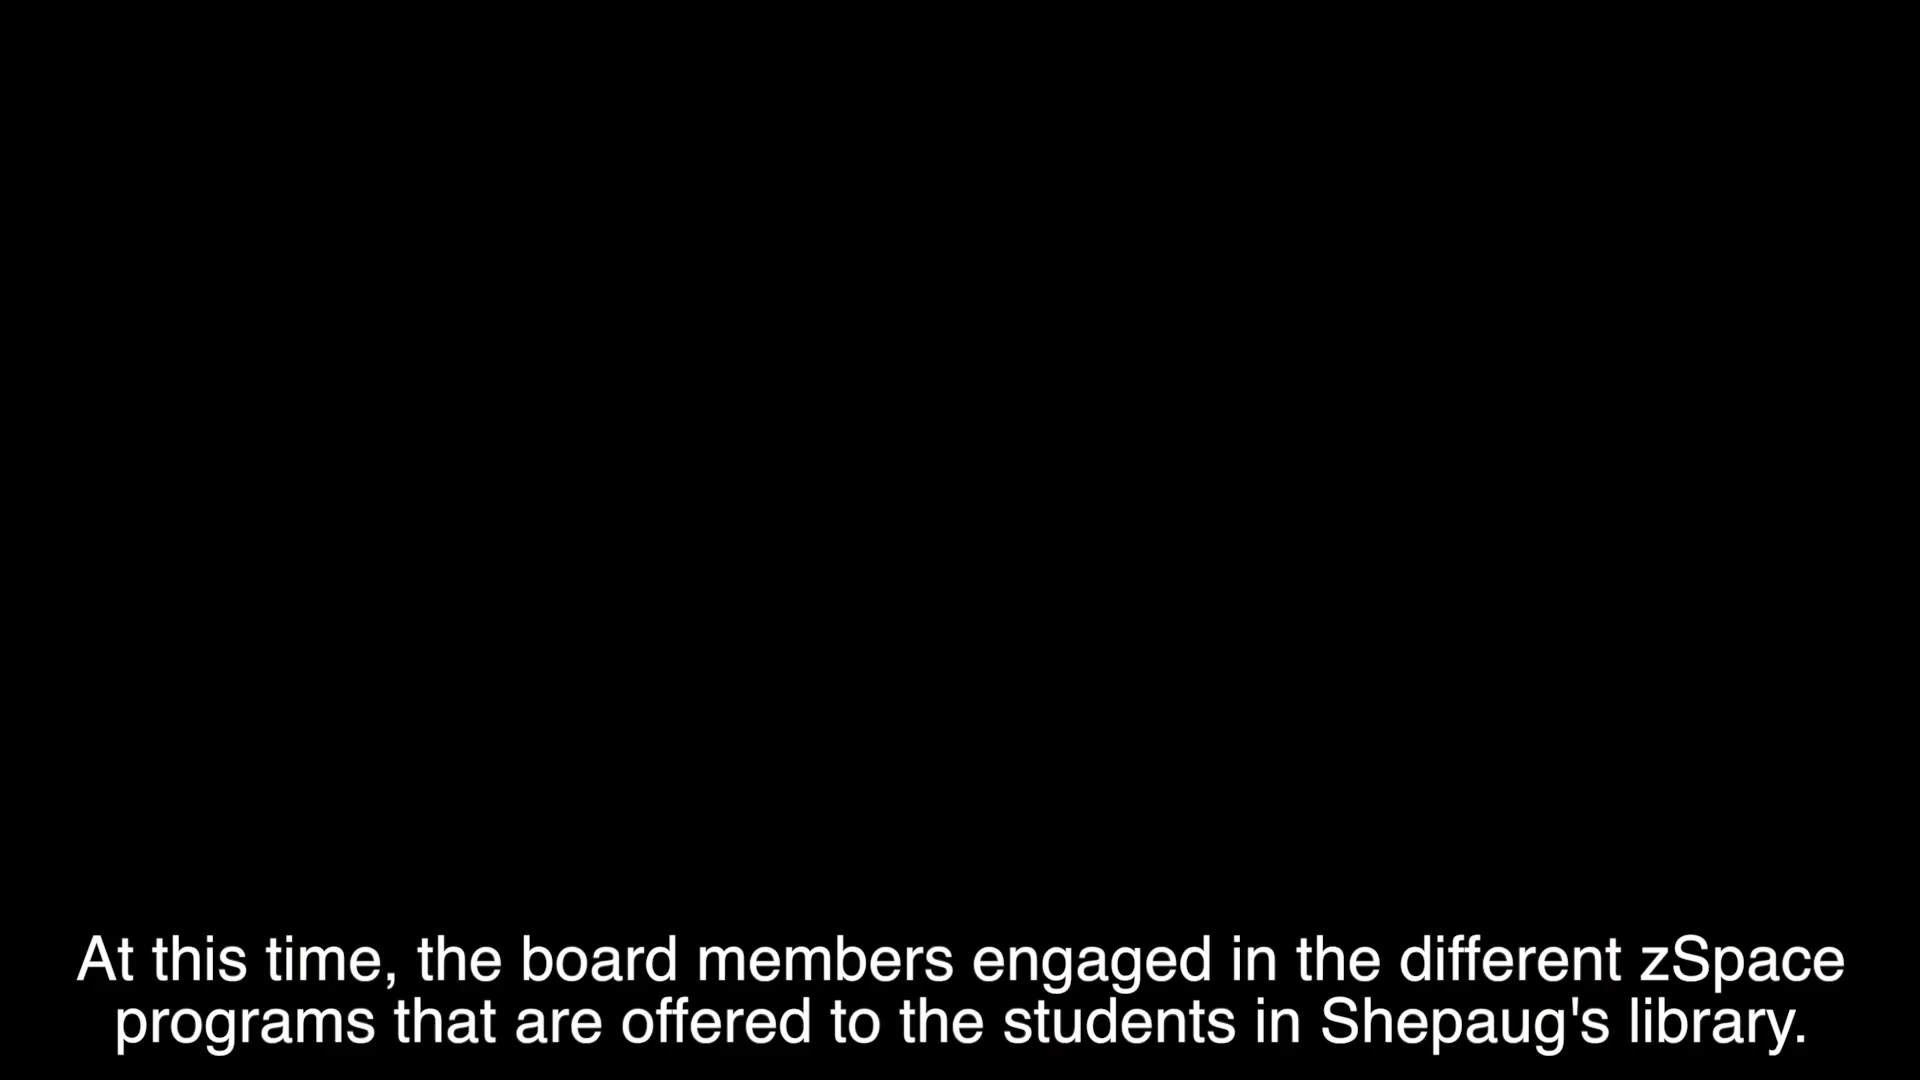 At this time, the board members engaged in the different zSpace
programs that are offered to the students in Shepaug's library.